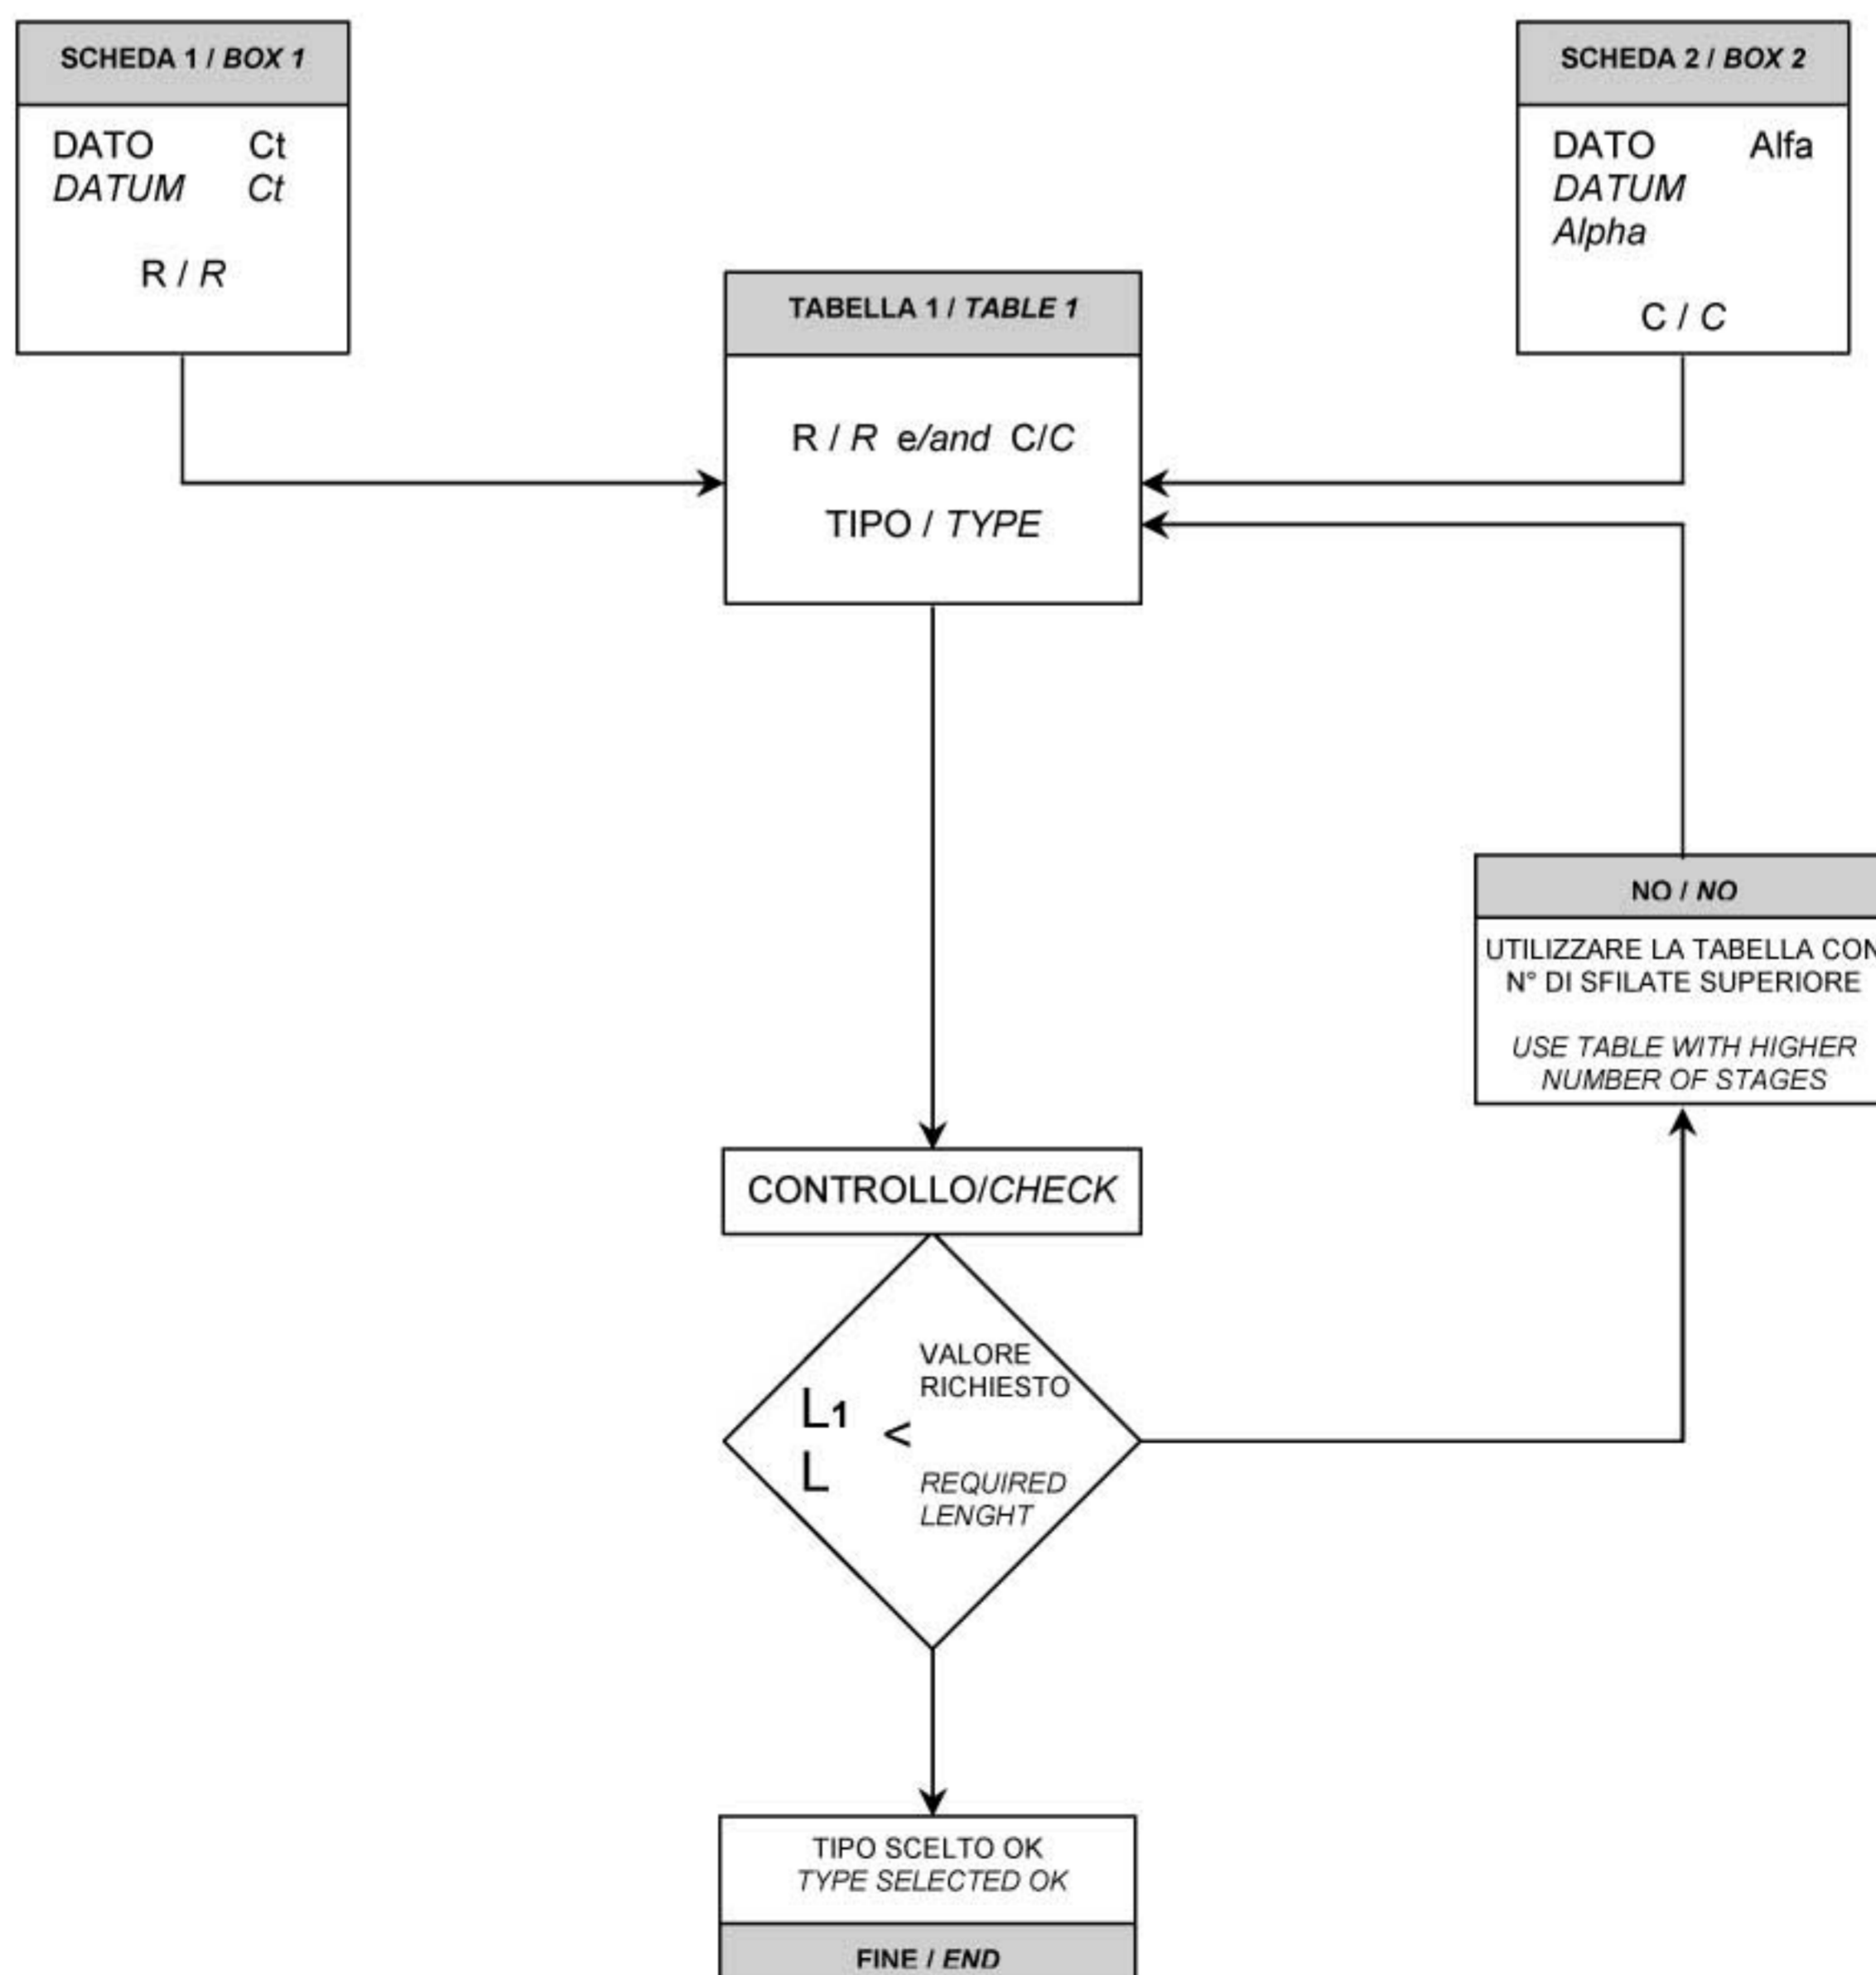 SCHEDA 1 / BOX 1
DATO Ct
DATUM Ct
R / R
SCHEDA 2 / BOX 2
DATO Alfa
DATUM
Alpha
C / C
TABELLA 1 / TABLE 1
R / R e/and C/C
TIPO / TYPE
NO / NO
UTILIZZARE LA TABELLA CON
N° DI SFILATE SUPERIORE
USE TABLE WITH HIGHER
NUMBER OF STAGES
CONTROLLO/CHECK
VALORE
RICHIESTO
L1
<
L
REQUIRED
LENGHT
TIPO SCELTO OK
TYPE SELECTED OK
FINE / END